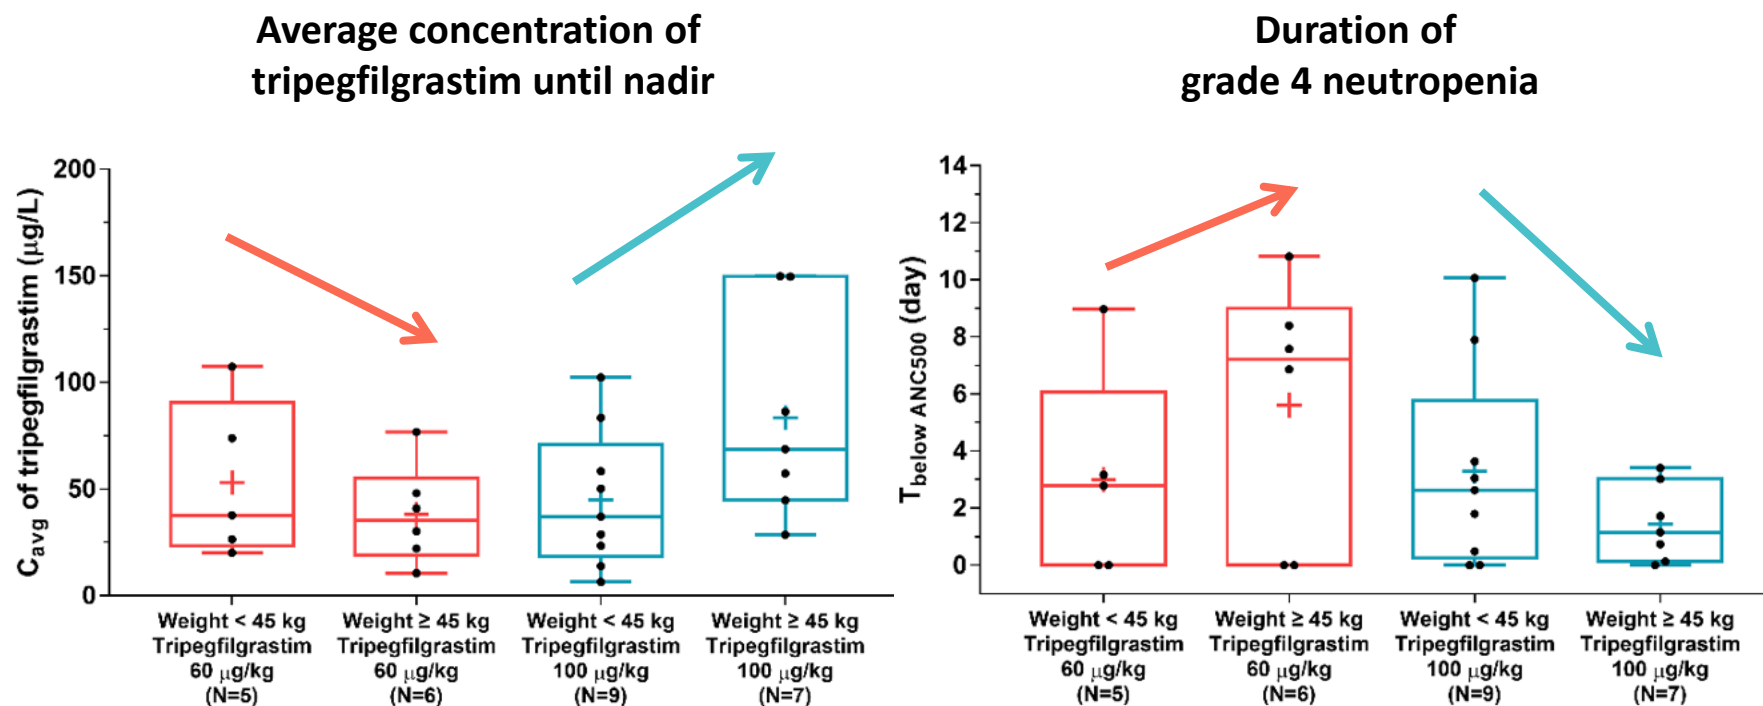 Average concentration of
tripegfilgrastim until nadir
C_avg of tripegfilgrastim (μg/L)
200
150
100
50
0
Weight < 45 kg
Tripegfilgrastim
60 μg/kg
(N=5)
Weight ≥ 45 kg
Tripegfilgrastim
60 μg/kg
(N=6)
Weight < 45 kg
Tripegfilgrastim
100 μg/kg
(N=9)
Weight ≥ 45 kg
Tripegfilgrastim
100 μg/kg
(N=7)
Duration of
grade 4 neutropenia
T_below ANC500 (day)
14
12
10
8
6
4
2
0
Weight < 45 kg
Tripegfilgrastim
60 μg/kg
(N=5)
Weight ≥ 45 kg
Tripegfilgrastim
60 μg/kg
(N=6)
Weight < 45 kg
Tripegfilgrastim
100 μg/kg
(N=9)
Weight ≥ 45 kg
Tripegfilgrastim
100 μg/kg
(N=7)